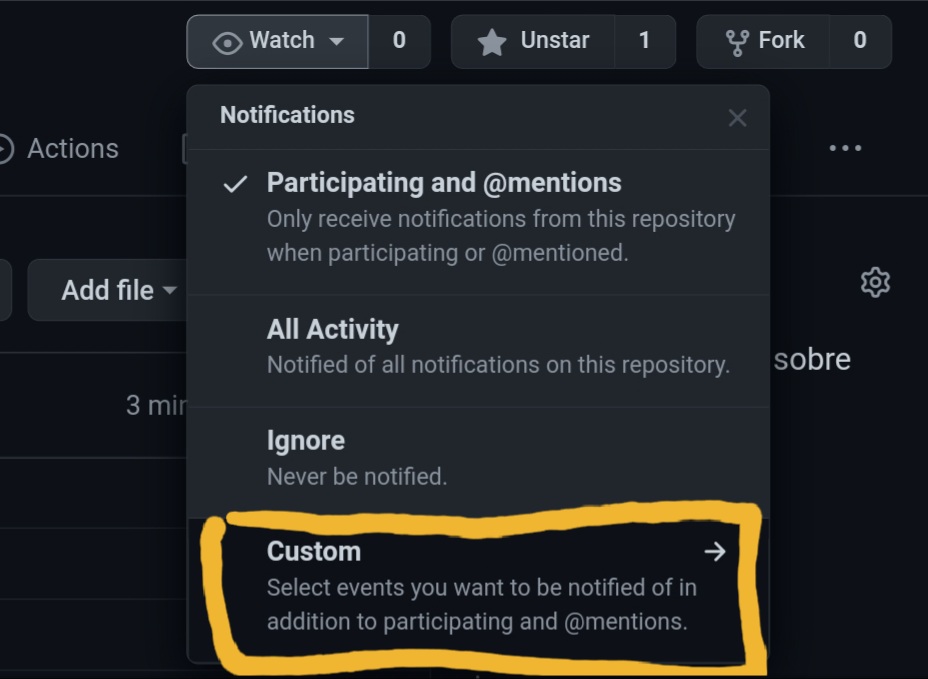 Watch 0 Unstar 1 Fork 0
Notifications
Actions
Participating and @mentions
Only receive notifications from this repository
when participating or @mentioned.
Add file
All Activity
Notified of all notifications on this repository.
sobre
3 min
Ignore
Never be notified.
Custom
Select events you want to be notified of in
addition to participating and @mentions.